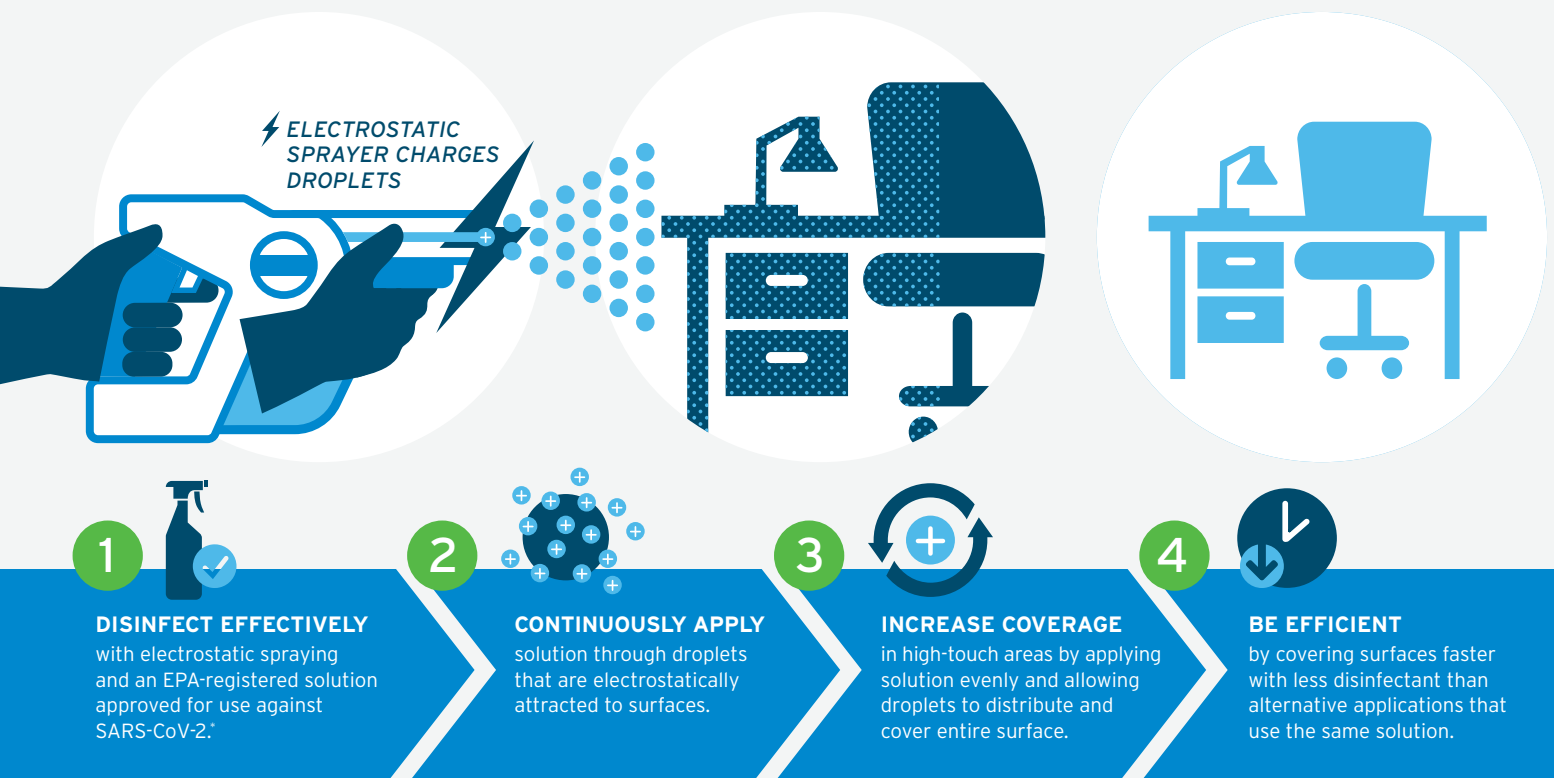 ELECTROSTATIC
SPRAYER CHARGES
DROPLETS
1
DISINFECT EFFECTIVELY
with electrostatic spraying
and an EPA-registered solution
approved for use against
SARS-CoV-2.*
2
CONTINUOUSLY APPLY
solution through droplets
that are electrostatically
attracted to surfaces.
3
INCREASE COVERAGE
in high-touch areas by applying
solution evenly and allowing
droplets to distribute and
cover entire surface.
4
BE EFFICIENT
by covering surfaces faster
with less disinfectant than
alternative applications that
use the same solution.